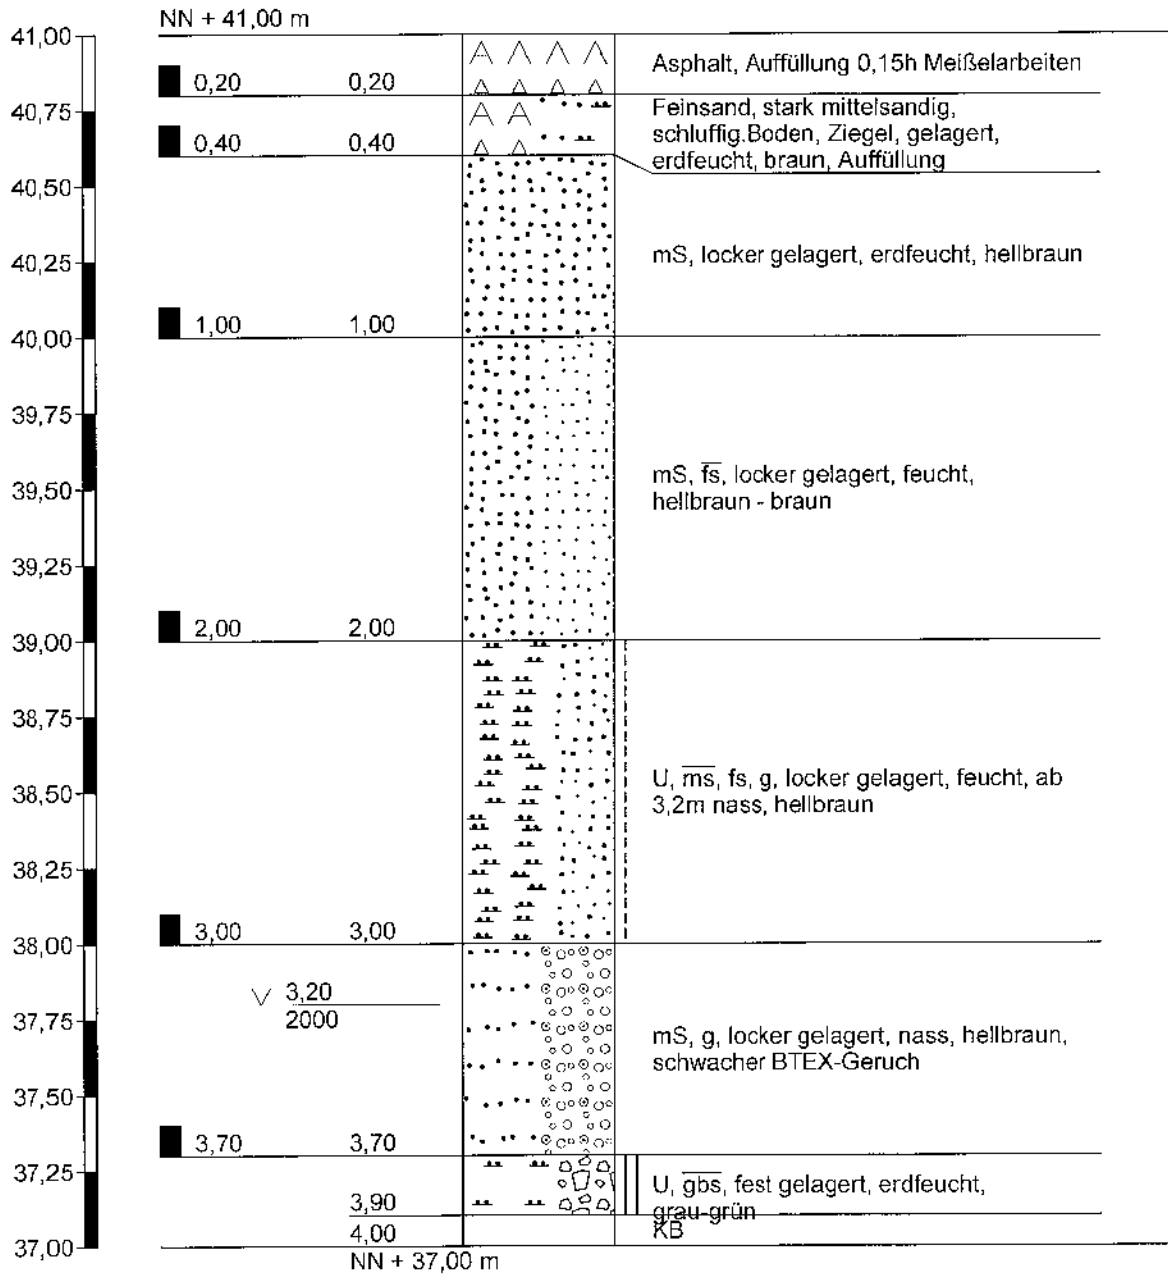 NN + 41,00 m
41,00
Asphalt, Auffüllung 0,15h Meißelarbeiten
0,20 0,20
40,75
Feinsand, stark mittelsandig,
schluffig.Boden, Ziegel, gelagert,
erdfeucht, braun, Auffüllung
0,40 0,40
40,50
40,25
mS, locker gelagert, erdfeucht, hellbraun
1,00 1,00
40,00
39,75
mS, f̅s̅, locker gelagert, feucht,
hellbraun - braun
39,50
39,25
2,00 2,00
39,00
38,75
U, m̅s̅, fs, g, locker gelagert, feucht, ab
3,2m nass, hellbraun
38,50
38,25
3,00 3,00
38,00
3,20
2000
37,75
mS, g, locker gelagert, nass, hellbraun,
schwacher BTEX-Geruch
37,50
3,70 3,70
37,25
U, g̅b̅s̅, fest gelagert, erdfeucht,
grau-grün
3,90
KB
4,00
37,00
NN + 37,00 m